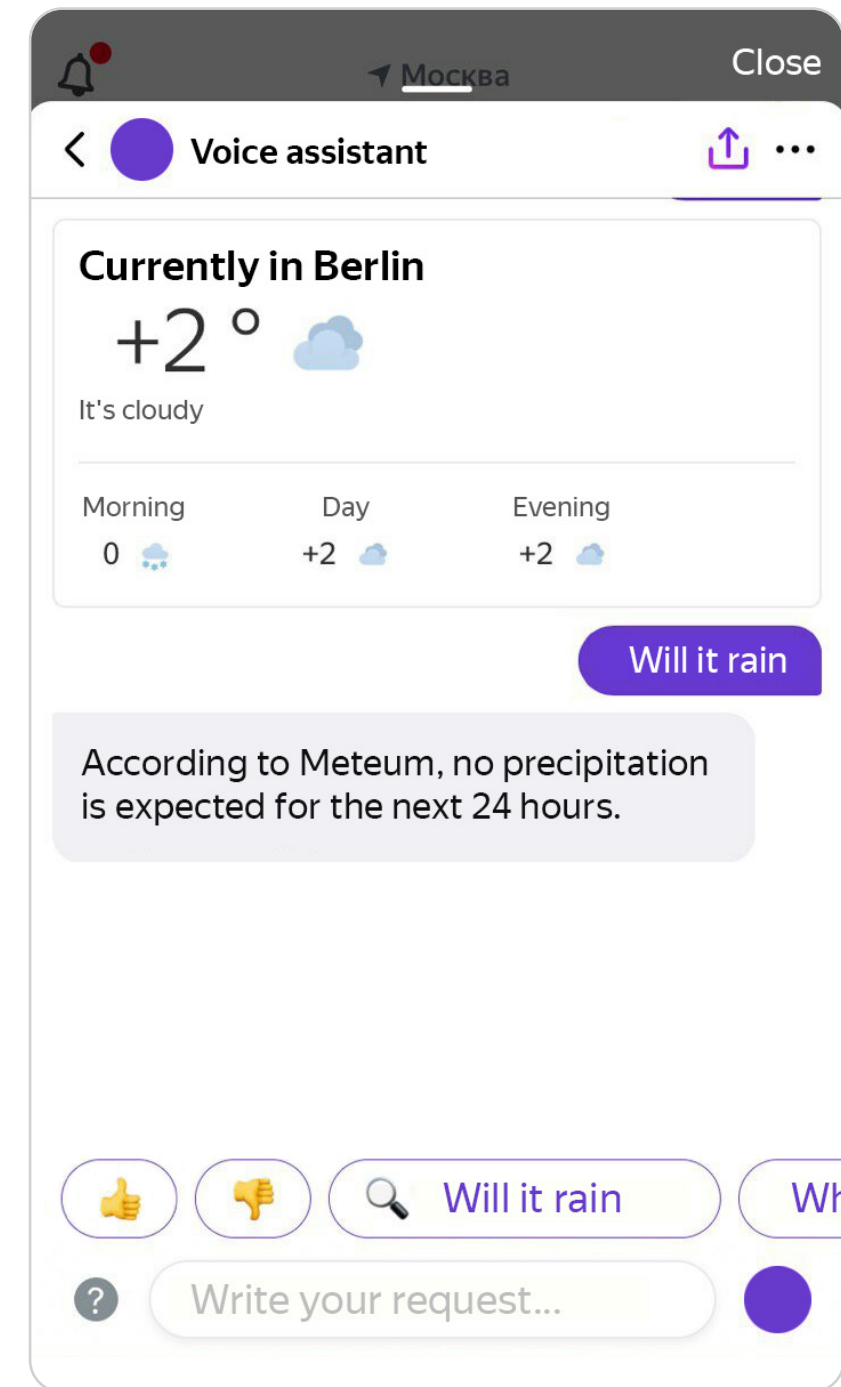 Москва
Close
Voice assistant
Currently in Berlin
+2 °
It's cloudy
Morning Day Evening
0 +2 +2
Will it rain
According to Meteum, no precipitation
is expected for the next 24 hours.
Will it rain
Wh
? Write your request...